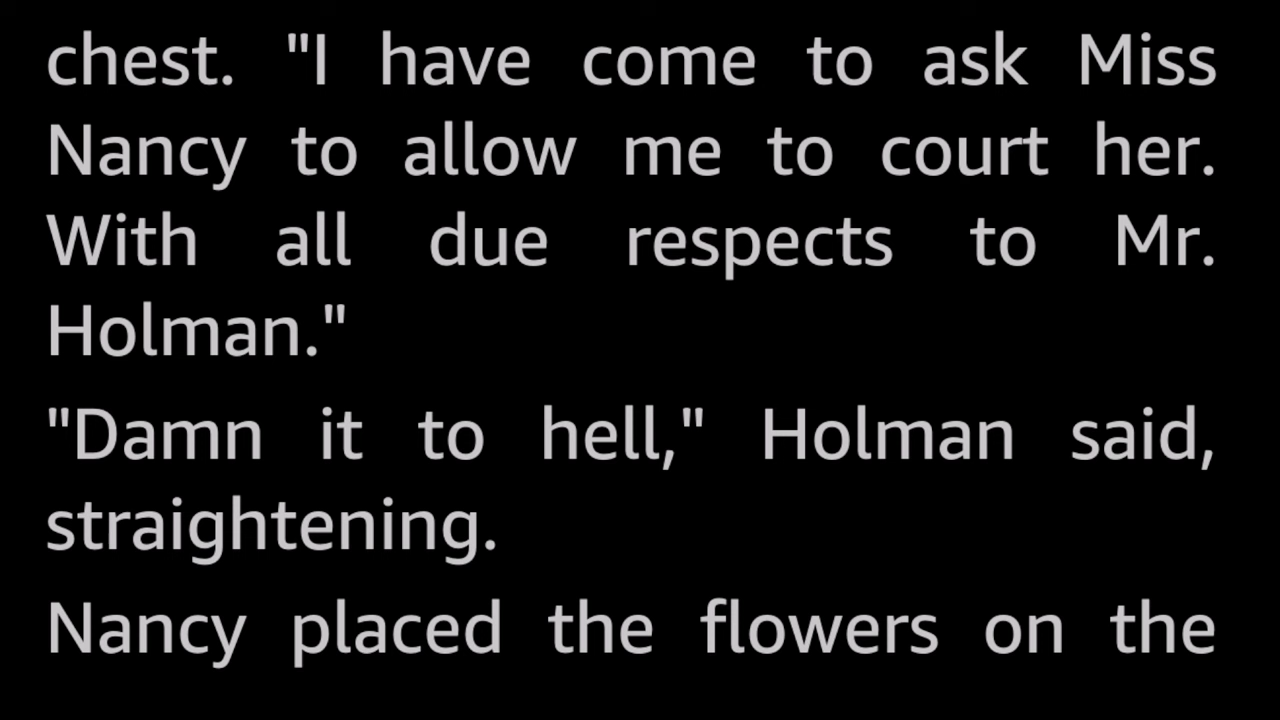 chest. "I have come to ask Miss
Nancy to allow me to court her.
With all due respects to Mr.
Holman."
"Damn it to hell," Holman said,
straightening.
Nancy placed the flowers on the